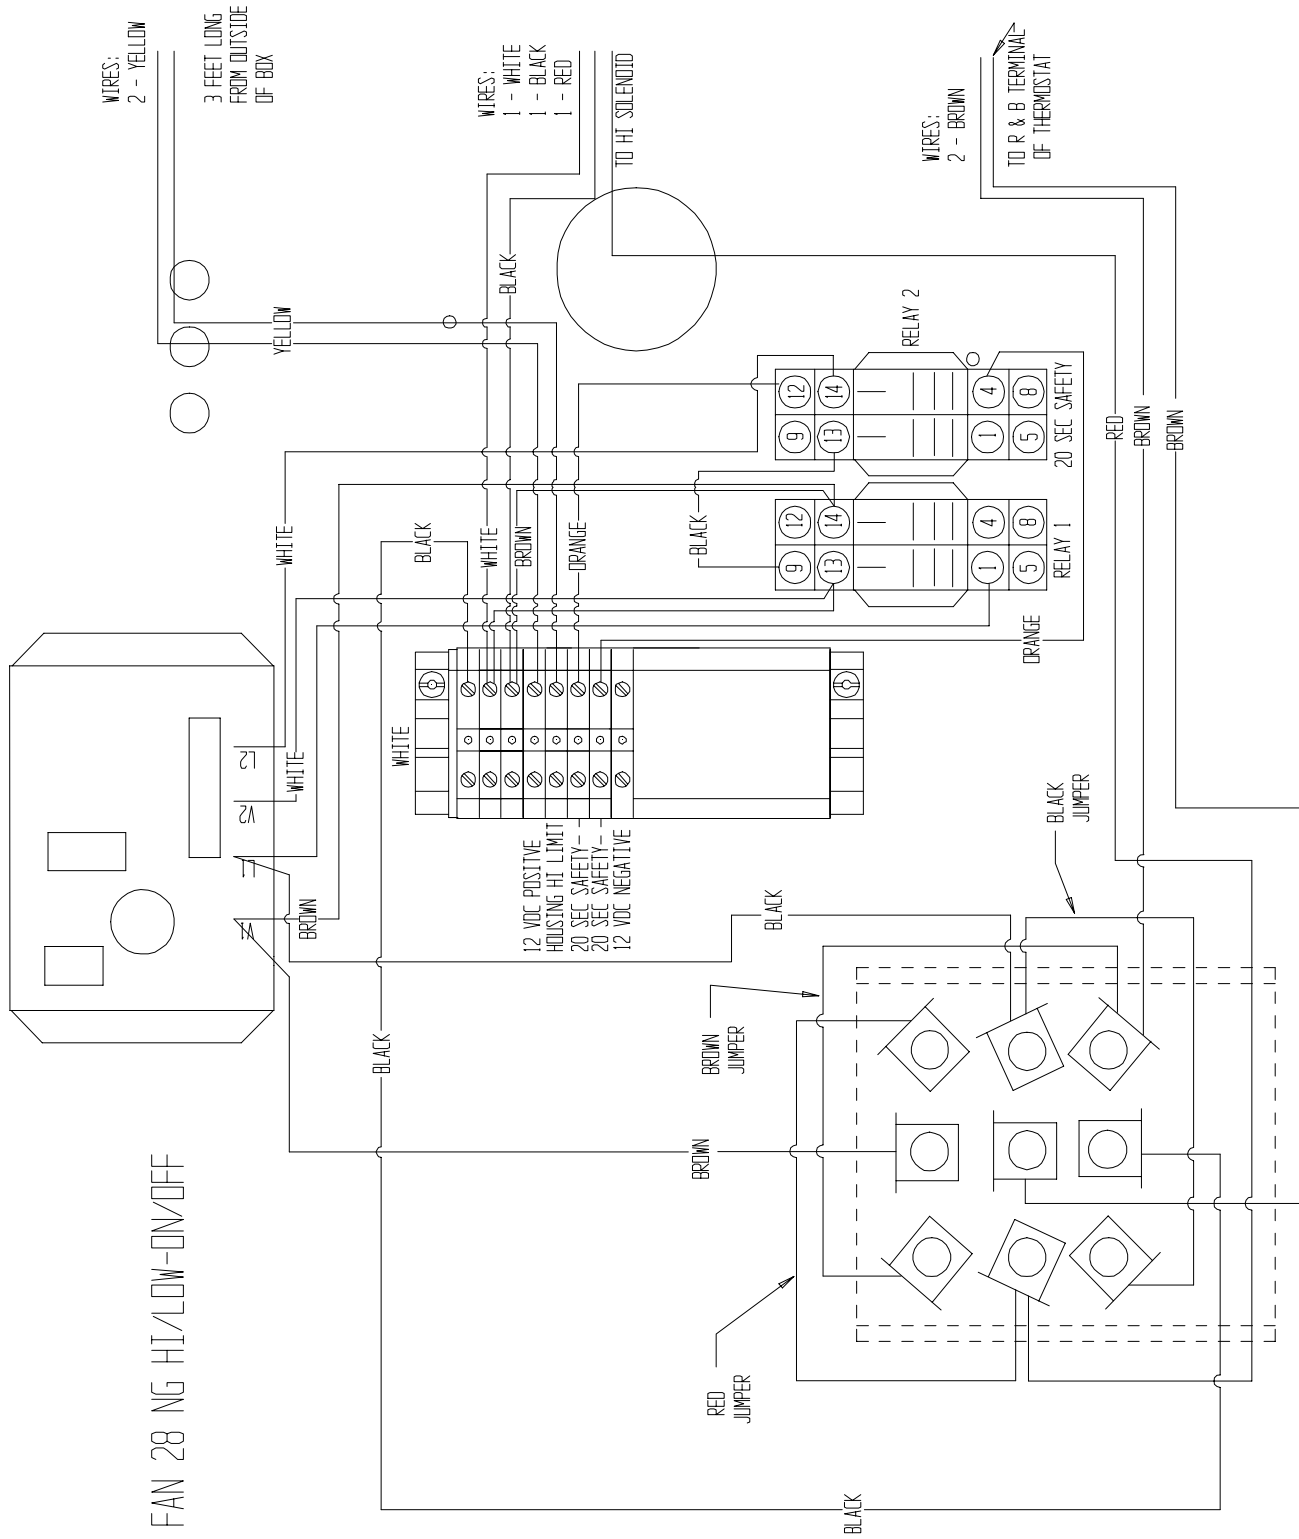 FAN 28 NG HI/LOW-ON/OFF
WIRES:
2 - YELLOW
3 FEET LONG
FROM OUTSIDE
OF BOX
WIRES:
1 - WHITE
1 - BLACK
1 - RED
TO HI SOLENOID
WIRES:
2 - BROWN
TO R & B TERMINAL
OF THERMOSTAT
YELLOW
BLACK
WHITE
BLACK
WHITE
BROWN
ORANGE
BLACK
RELAY 2
12
14
9
13
4
8
1
5
20 SEC SAFETY
12
14
9
13
4
8
1
5
RELAY 1
RED
BROWN
BROWN
ORANGE
L2
V2
L1
V1
WHITE
BROWN
WHITE
12 VDC POSITVE
HOUSING HI LIMIT
20 SEC SAFETY
20 SEC SAFETY
12 VDC NEGATIVE
BLACK
JUMPER
BLACK
BLACK
BROWN
JUMPER
BROWN
RED
JUMPER
BLACK